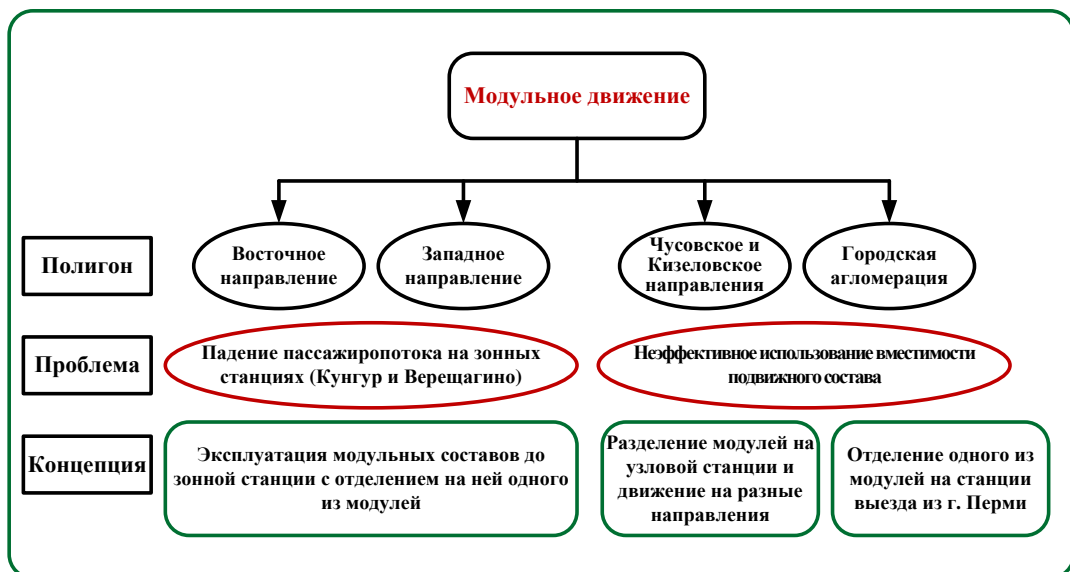 Модульное движение
Полигон
Восточное
направление
Западное
направление
Чусовское и
Кизеловское
направления
Городская
агломерация
Проблема
Падение пассажиропотока на зонных
станциях (Кунгур и Верещагино)
Неэффективное использование вместимости
подвижного состава
Концепция
Эксплуатация модульных составов до
зонной станции с отделением на ней одного
из модулей
Разделение модулей на
узловой станции и
движение на разные
направления
Отделение одного из
модулей на станции
выезда из г. Перми